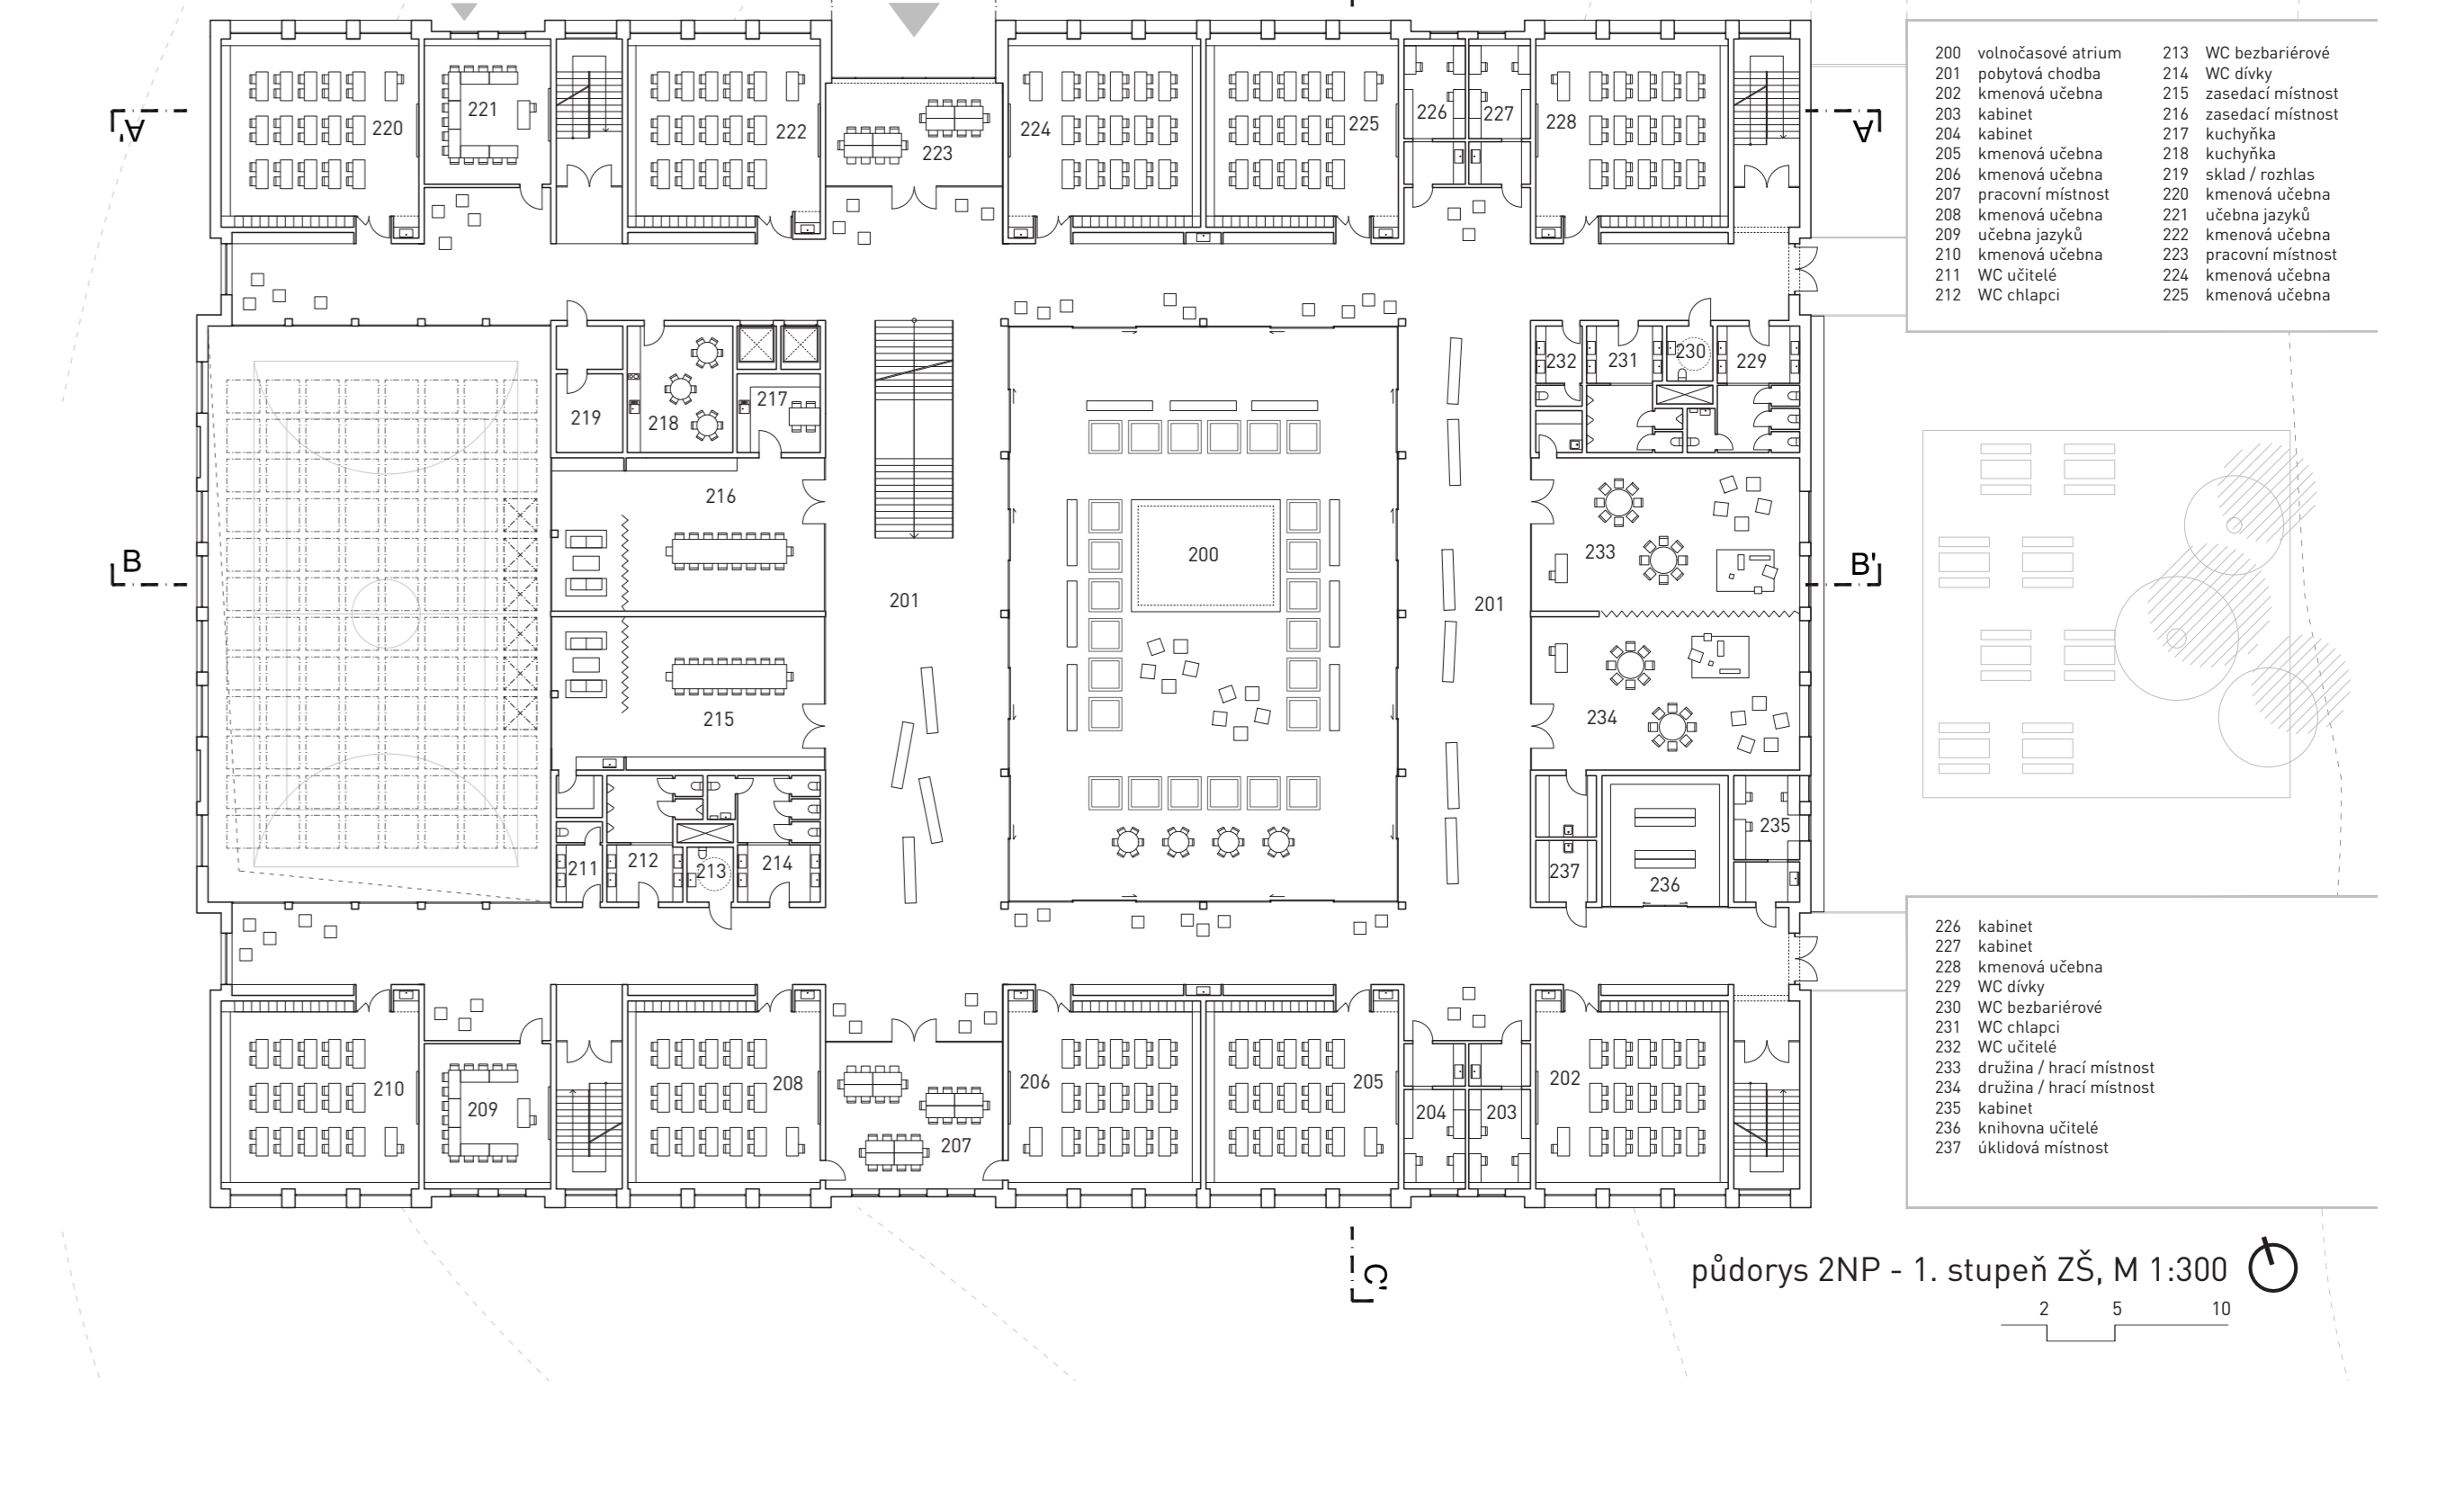 200 volnočasové atrium
201 pobytová chodba
202 kmenová učebna
203 kabinet
204 kabinet
205 kmenová učebna
206 kmenová učebna
207 pracovní místnost
208 kmenová učebna
209 učebna jazyků
210 kmenová učebna
211 WC učitelé
212 WC chlapci
213 WC bezbariérové
214 WC dívky
215 zasedací místnost
216 zasedací místnost
217 kuchyňka
218 kuchyňka
219 sklad / rozhlas
220 kmenová učebna
221 učebna jazyků
222 kmenová učebna
223 pracovní místnost
224 kmenová učebna
225 kmenová učebna
A'
220
221
222
223
224
225
226
227
228
A
219
218
217
232
231
230
229
216
B
200
233
B'
201
201
215
234
235
211
212
213
214
237
236
226 kabinet
227 kabinet
228 kmenová učebna
229 WC dívky
230 WC bezbariérové
231 WC chlapci
232 WC učitelé
233 družina / hrací místnost
234 družina / hrací místnost
235 kabinet
236 knihovna učitelé
237 úklidová místnost
210
209
208
207
206
205
204
203
202
C'
půdorys 2NP - 1. stupeň ZŠ, M 1:300
2 5 10